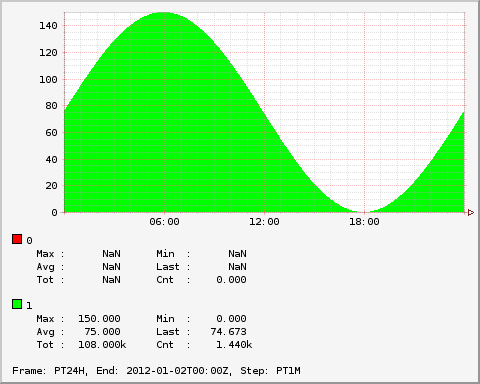 140
120
100
80
60
40
20
0
06:00 12:00 18:00
0
Max : NaN Min : NaN
Avg : NaN Last : NaN
Tot : NaN Cnt : 0.000
1
Max : 150.000 Min : 0.000
Avg : 75.000 Last : 74.673
Tot : 108.000k Cnt : 1.440k
Frame: PT24H, End: 2012-01-02T00:00Z, Step: PT1M